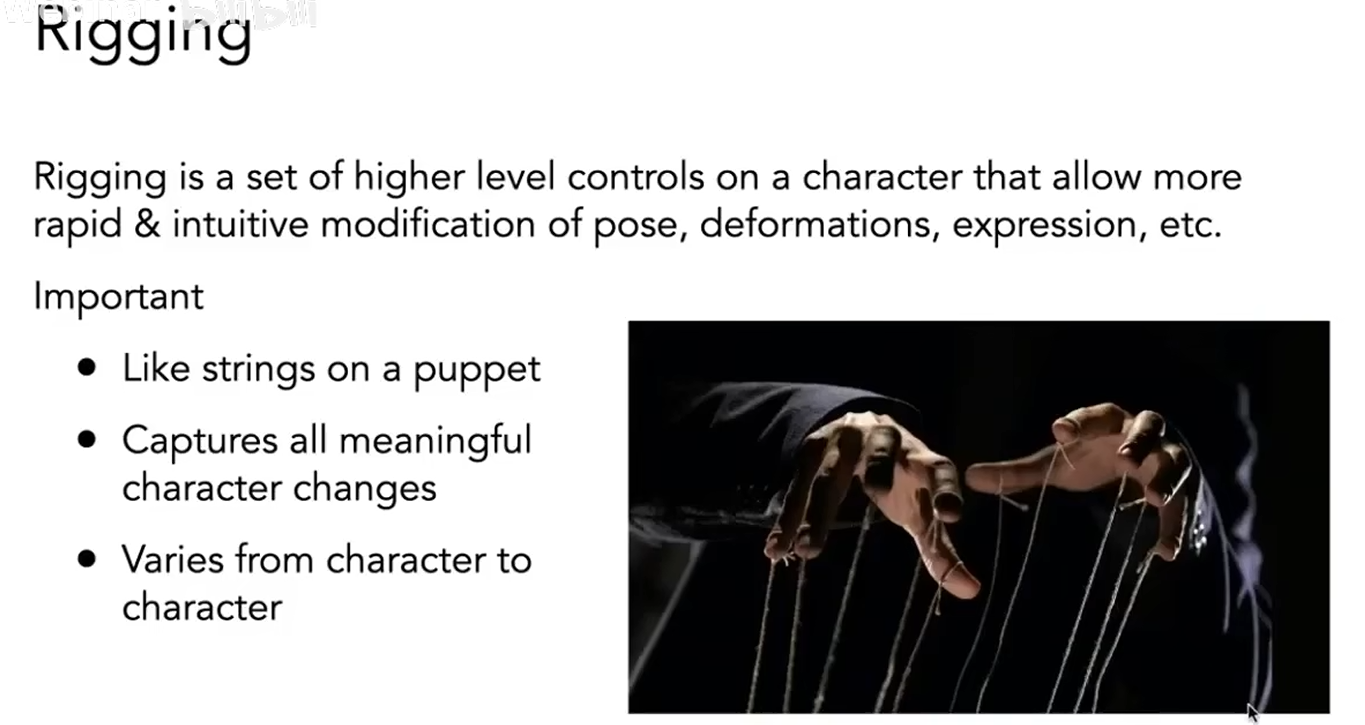 Rigging
Rigging is a set of higher level controls on a character that allow more
rapid & intuitive modification of pose, deformations, expression, etc.
Important
● Like strings on a puppet
● Captures all meaningful
character changes
● Varies from character to
character